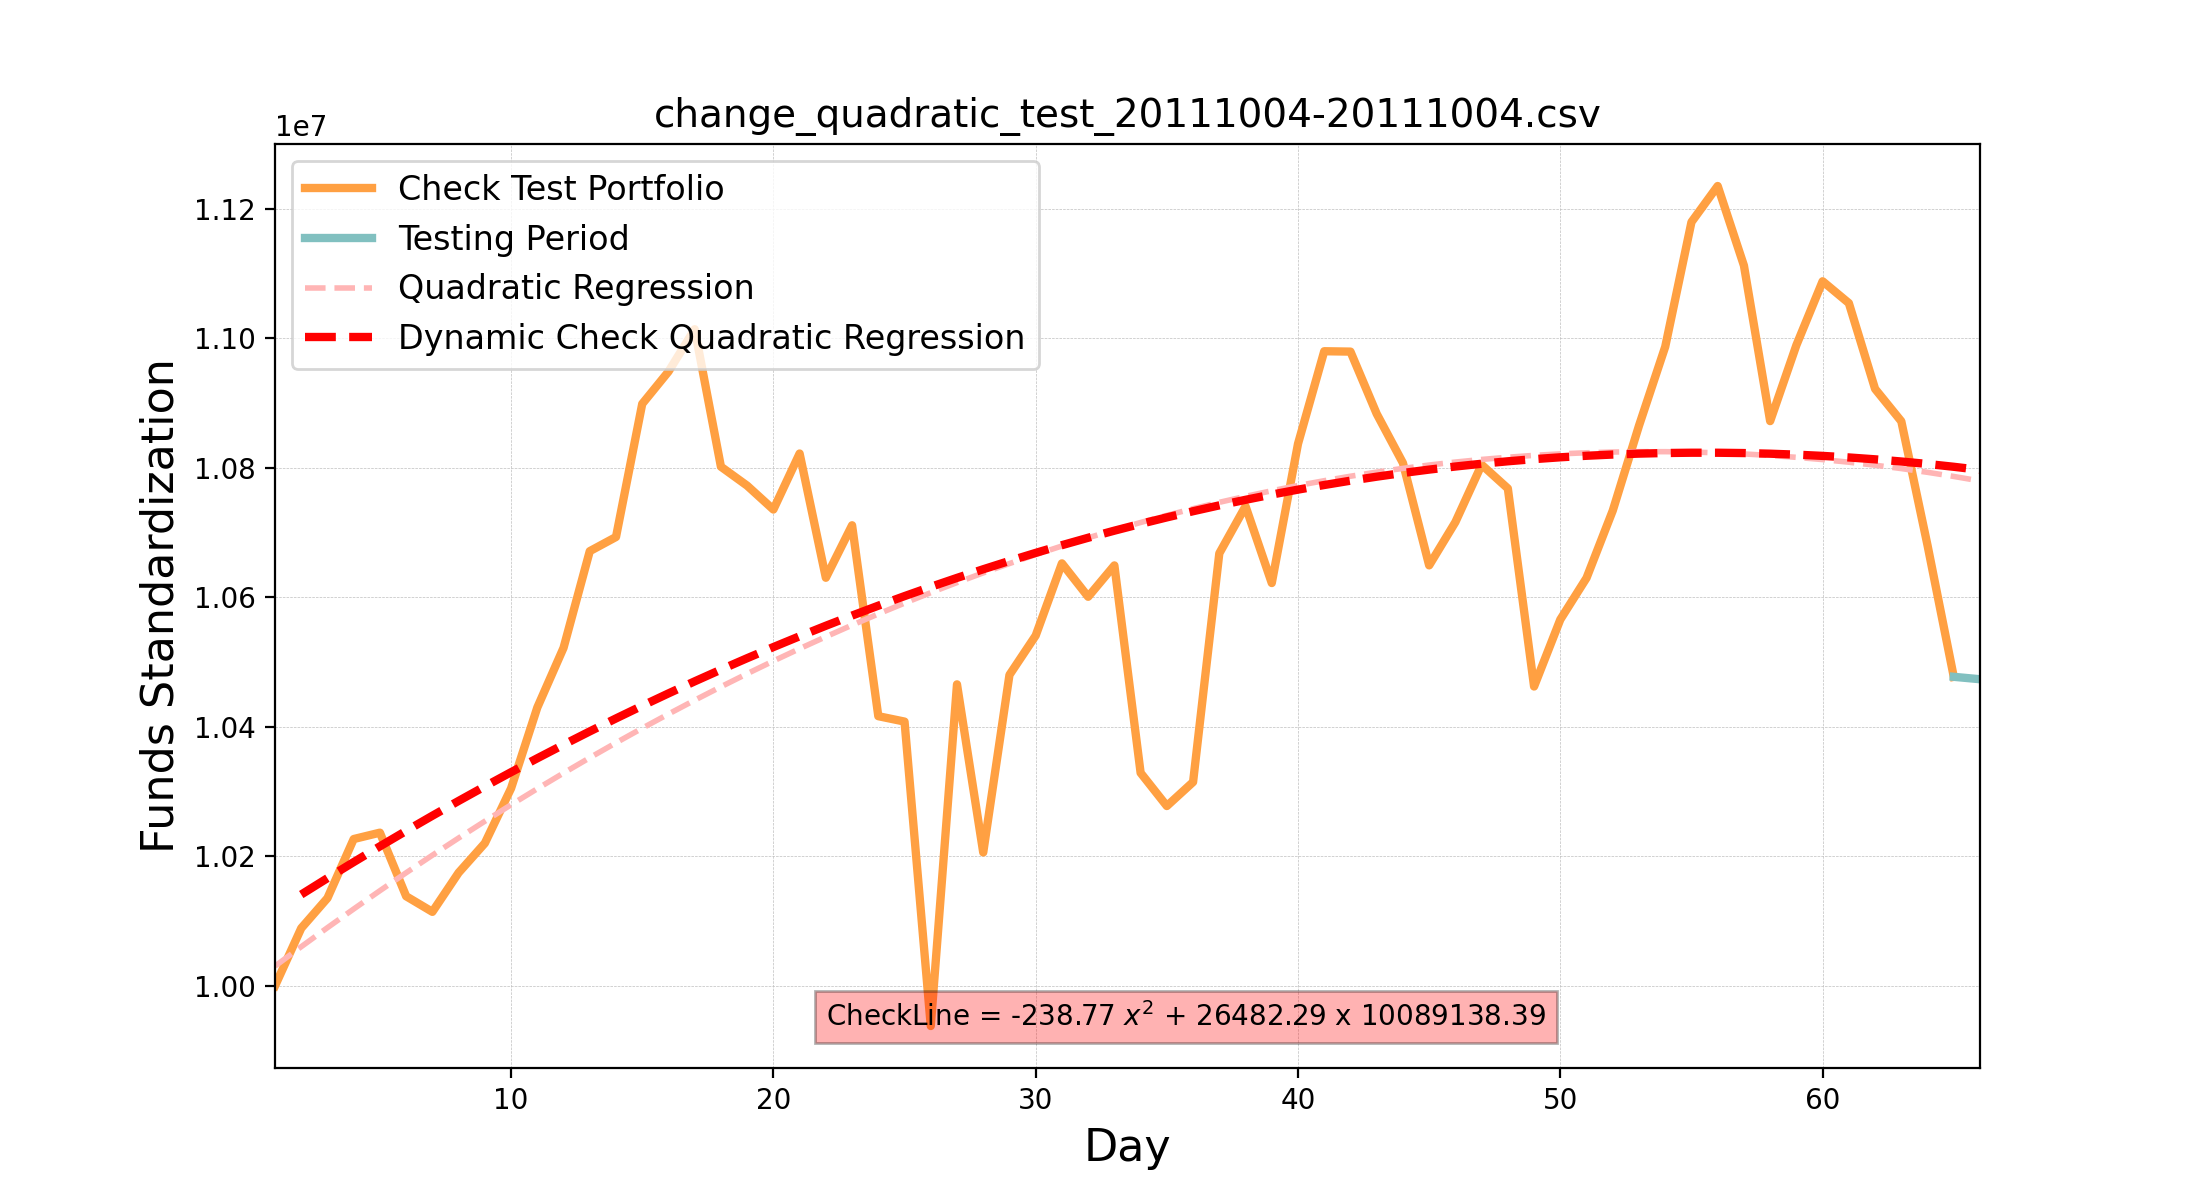 change_quadratic_test_20111004-20111004.csv
1e7
Check Test Portfolio
Testing Period
Quadratic Regression
Dynamic Check Quadratic Regression
1.12
1.10
1.08
1.06
1.04
1.02
1.00
Funds Standardization
CheckLine = -238.77 x² + 26482.29 x 10089138.39
10 20 30 40 50 60
Day